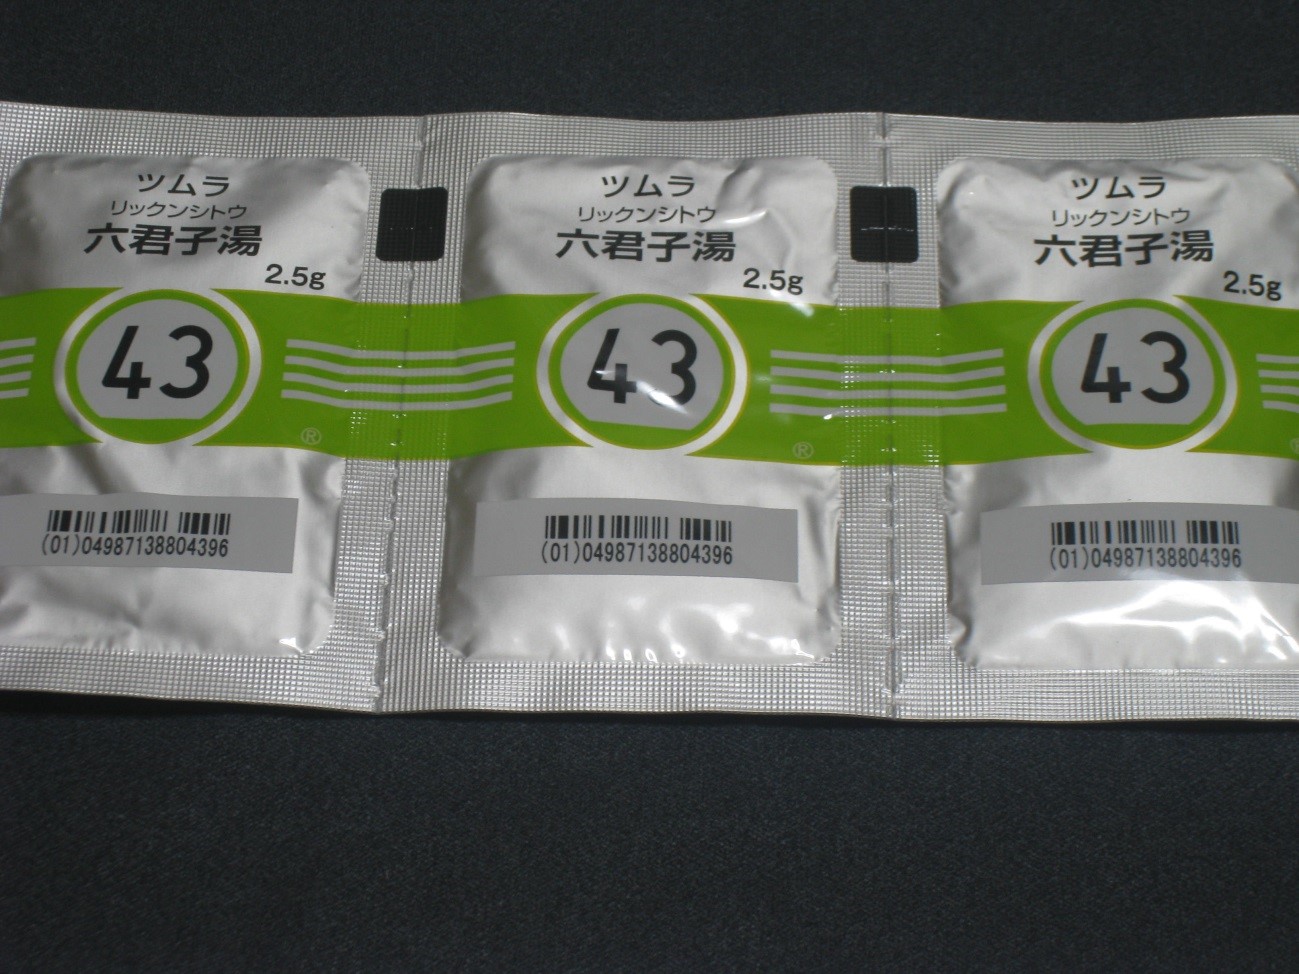 ツムラ
リックンシトウ
六君子湯
2.5g
43
®
(01)04987138804396
ツムラ
リックンシトウ
六君子湯
2.5g
43
®
(01)04987138804396
ツムラ
リックンシトウ
六君子湯
2.5g
43
®
(01)04987138804396